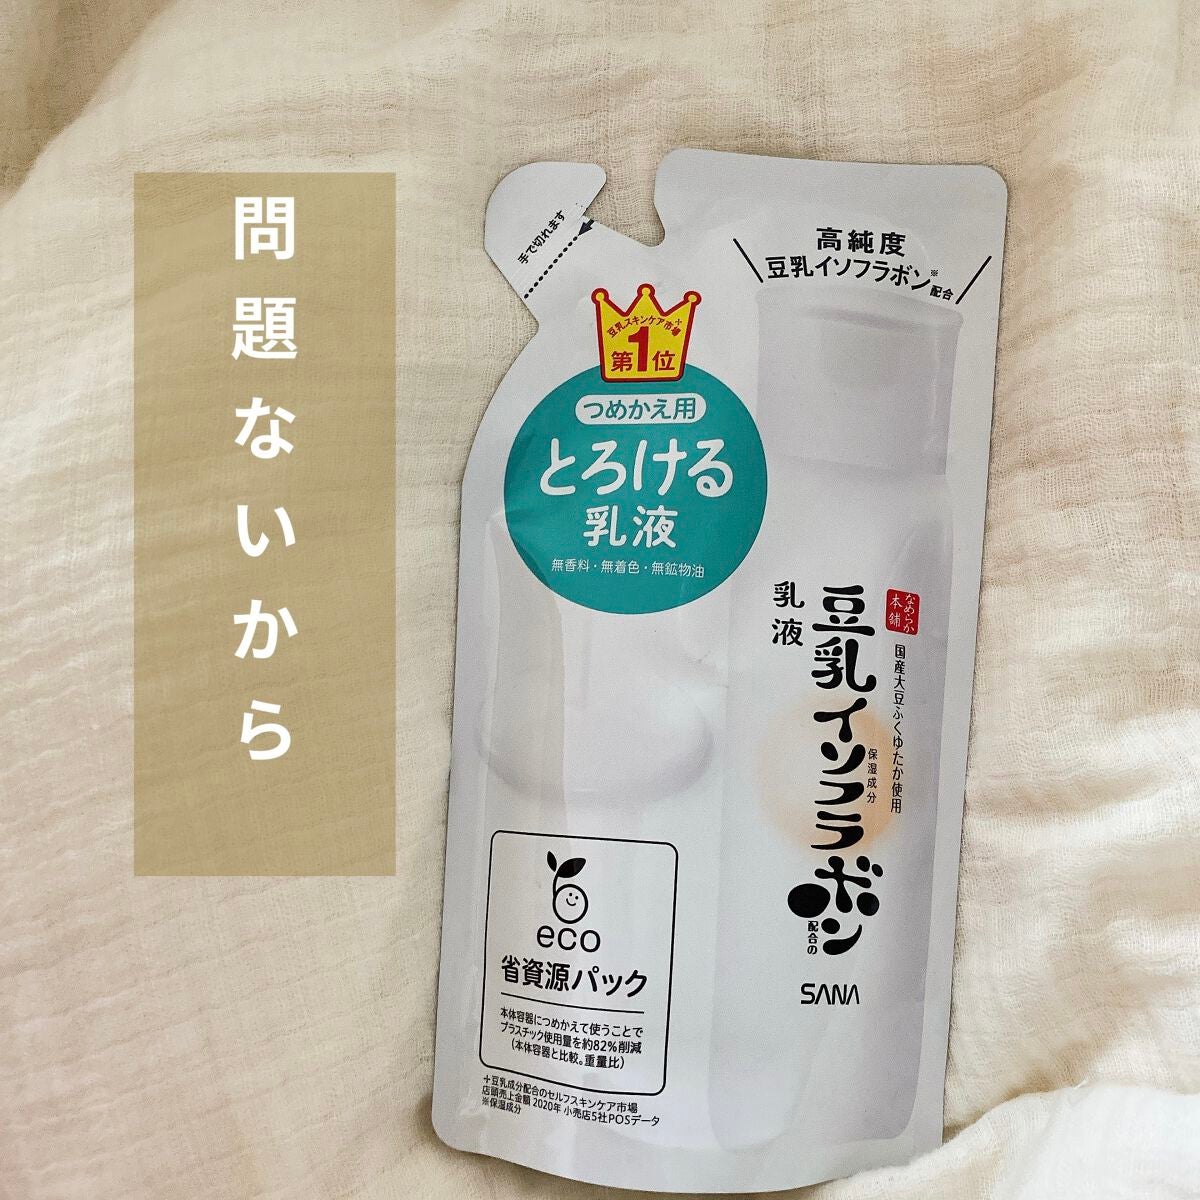 問題ないから
手で切れます
高純度
豆乳イソフラボン※配合
豆乳スキンケア市場+
第1位
つめかえ用
とろける
乳液
無香料・無着色・無鉱物油
なめらか
本舗
国産大豆ふくゆたか使用
保湿成分
豆乳イソフラボン
配合の
乳液
SANA
eco
省資源パック
本体容器につめかえて使うことで
プラスチック使用量を約82%削減
(本体容器と比較。重量比)
+豆乳成分配合のセルフスキンケア市場
店頭売上金額 2020年 小売店5社POSデータ
※保湿成分